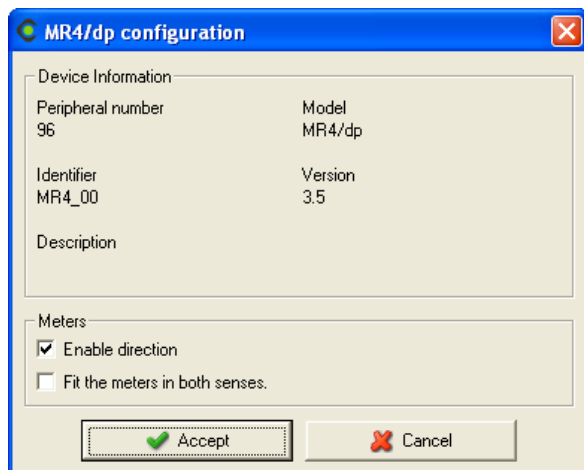 MR4/dp configuration
Device Information
Peripheral number
Model
96
MR4/dp
Identifier
Version
MR4_00
3.5
Description
Meters
Enable direction
Fit the meters in both senses.
Accept
Cancel